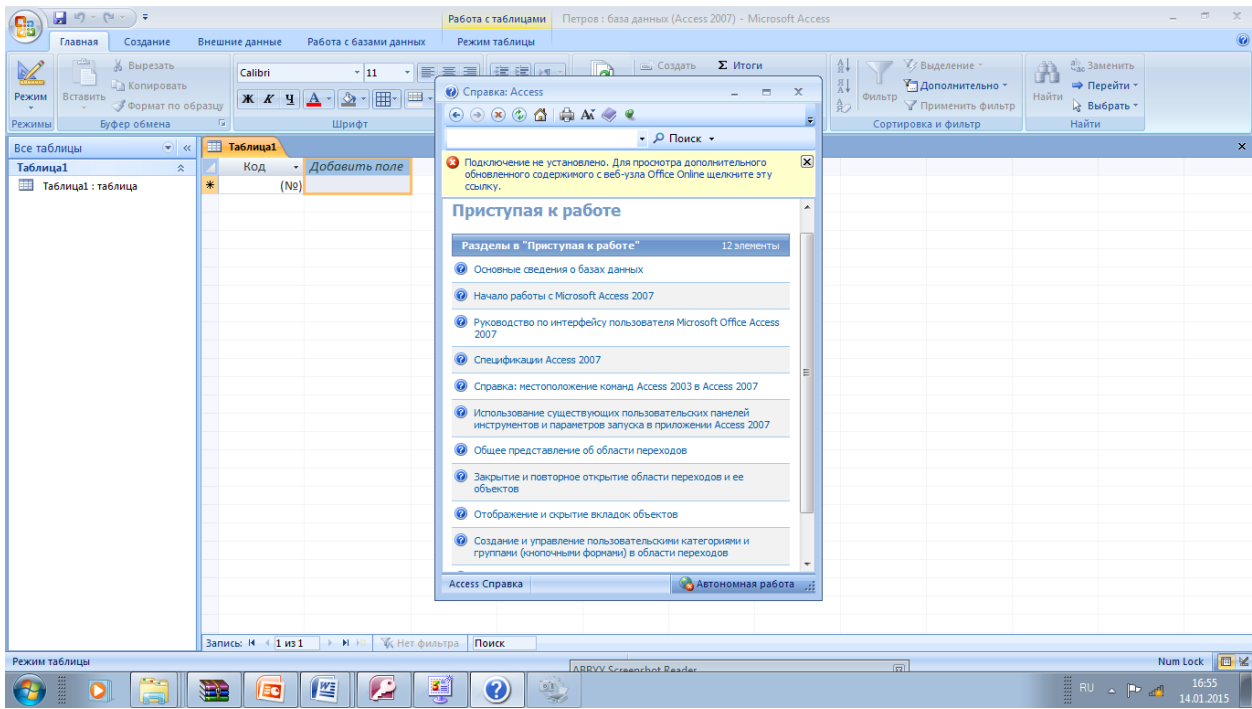 Работа с таблицами Петров : база данных (Access 2007) - Microsoft Access
Главная Создание Внешние данные Работа с базами данных Режим таблицы
Режим
Вставить
Вырезать
Копировать
Формат по образцу
Calibri 11
Ж К Ч А
Создать Σ Итоги
Фильтр
Выделение
Дополнительно
Применить фильтр
Найти
Заменить
Перейти
Выбрать
Режимы Буфер обмена Шрифт Сортировка и фильтр Найти
Все таблицы
Таблица1
Таблица1 : таблица
Таблица1
Код Добавить поле
(№)
Справка: Access
Поиск
Подключение не установлено. Для просмотра дополнительного
обновленного содержимого с веб-узла Office Online щелкните эту
ссылку.
Приступая к работе
Разделы в "Приступая к работе" 12 элементы
Основные сведения о базах данных
Начало работы с Microsoft Access 2007
Руководство по интерфейсу пользователя Microsoft Office Access
2007
Спецификации Access 2007
Справка: местоположение команд Access 2003 в Access 2007
Использование существующих пользовательских панелей
инструментов и параметров запуска в приложении Access 2007
Общее представление об области переходов
Закрытие и повторное открытие области переходов и ее
объектов
Отображение и скрытие вкладок объектов
Создание и управление пользовательскими категориями и
группами (кнопочными формами) в области переходов
Access Справка Автономная работа
Запись: 1 из 1 Нет фильтра Поиск
Режим таблицы Num Lock
ABBYY Screenshot Reader
RU 16:55
14.01.2015